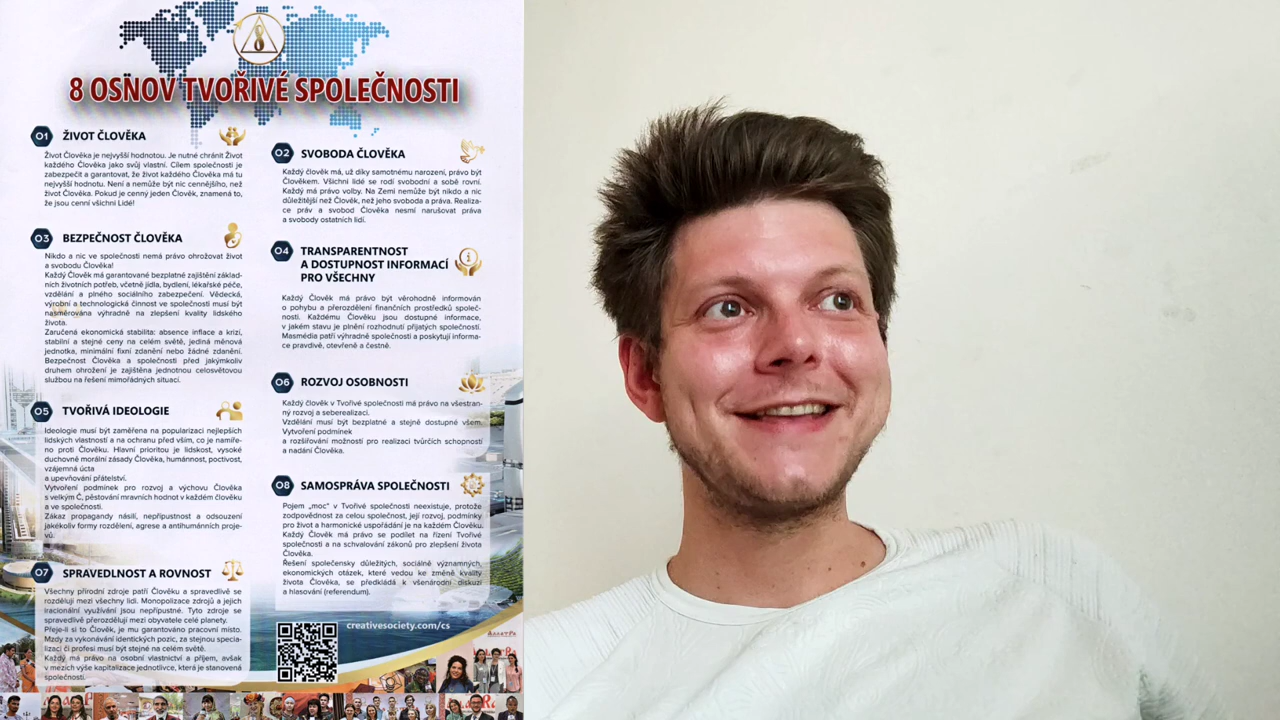 8 OSNOV TVOŘIVÉ SPOLEČNOSTI
01 ŽIVOT ČLOVĚKA
Život Člověka je nejvyšší hodnotou. Je nutné chránit Život
každého Člověka jako svůj vlastní. Cílem společnosti je
zabezpečit a garantovat, že život každého Člověka má tu
nejvyšší hodnotu. Není a nemůže být nic cennějšího, než
život Člověka. Pokud je cenný jeden Člověk, znamená to,
že jsou cenní všichni Lidé!
02 SVOBODA ČLOVĚKA
Každý člověk má, už díky samotnému narození, právo být
Člověkem. Všichni lidé se rodí svobodní a sobě rovní.
Každý má právo volby. Na Zemi nemůže být nikdo a nic
důležitější než Člověk, než jeho svoboda a práva. Realiza-
ce práv a svobod Člověka nesmí narušovat práva
a svobody ostatních lidí.
03 BEZPEČNOST ČLOVĚKA
Nikdo a nic ve společnosti nemá právo ohrožovat život
a svobodu Člověka!
Každý Člověk má garantované bezplatné zajištění základ-
ních životních potřeb, včetně jídla, bydlení, lékařské péče,
vzdělání a plného sociálního zabezpečení. Vědecká,
výrobní a technologická činnost ve společnosti musí být
nasměrována výhradně na zlepšení kvality lidského
života.
Zaručená ekonomická stabilita: absence inflace a krizí,
stabilní a stejné ceny na celém světě, jediná měnová
jednotka, minimální fixní zdanění nebo žádné zdanění.
Bezpečnost Člověka a společnosti před jakýmkoliv
druhem ohrožení je zajištěna jednotnou celosvětovou
službou na řešení mimořádných situací.
04 TRANSPARENTNOST
A DOSTUPNOST INFORMACÍ
PRO VŠECHNY
Každý Člověk má právo být věrohodně informován
o pohybu a přerozdělení finančních prostředků společ-
nosti. Každému Člověku jsou dostupné informace,
v jakém stavu je plnění rozhodnutí přijatých společností.
Masmédia patří výhradně společnosti a poskytují informa-
ce pravdivě, otevřeně a čestně.
05 TVOŘIVÁ IDEOLOGIE
Ideologie musí být zaměřena na popularizaci nejlepších
lidských vlastností a na ochranu před vším, co je namíře-
no proti Člověku. Hlavní prioritou je lidskost, vysoké
duchovně morální zásady Člověka, humánnost, poctivost,
vzájemná úcta
a upevňování přátelství.
Vytvoření podmínek pro rozvoj a výchovu Člověka
s velkým Č, pěstování mravních hodnot v každém člověku
a ve společnosti.
Zákaz propagandy násilí, nepřípustnost a odsouzení
jakékoliv formy rozdělení, agrese a antihumánních proje-
vů.
06 ROZVOJ OSOBNOSTI
Každý člověk v Tvořivé společnosti má právo na všestran-
ný rozvoj a seberealizaci.
Vzdělání musí být bezplatné a stejně dostupné všem.
Vytvoření podmínek
a rozšiřování možností pro realizaci tvůrčích schopností
a nadání Člověka.
07 SPRAVEDLNOST A ROVNOST
Všechny přírodní zdroje patří Člověku a spravedlivě se
rozdělují mezi všechny lidi. Monopolizace zdrojů a jejich
iracionální využívání jsou nepřípustné. Tyto zdroje se
spravedlivě přerozdělují mezi obyvatele celé planety.
Přeje-li si to Člověk, je mu garantováno pracovní místo.
Mzdy za vykonávání identických pozic, za stejnou specia-
lizaci či profesi musí být stejné na celém světě.
Každý má právo na osobní vlastnictví a příjem, avšak
v mezích výše kapitalizace jednotlivce, která je stanovená
společností.
08 SAMOSPRÁVA SPOLEČNOSTI
Pojem „moc“ v Tvořivé společnosti neexistuje, protože
zodpovědnost za celou společnost, její rozvoj, podmínky
pro život a harmonické uspořádání je na každém Člověku.
Každý Člověk má právo se podílet na řízení Tvořivé
společnosti a na schvalování zákonů pro zlepšení života
Člověka.
Řešení společensky důležitých, sociálně významných,
ekonomických otázek, které vedou ke změně kvality
života Člověka, se předkládá k všenárodní diskuzi
a hlasování (referendum).
creativesociety.com/cs